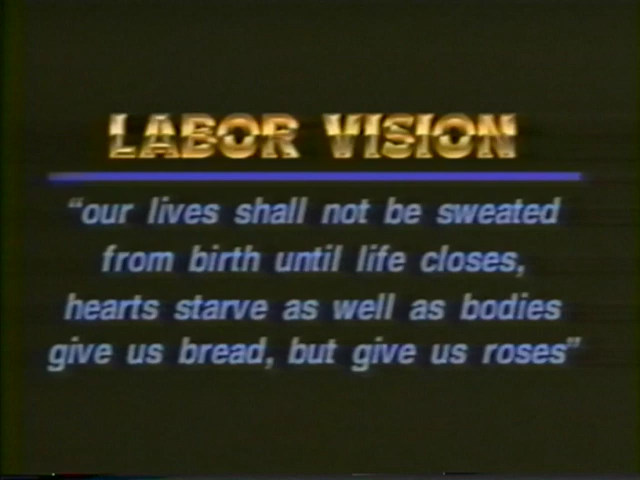 LABOR VISION
“our lives shall not be sweated
from birth until life closes,
hearts starve as well as bodies
give us bread, but give us roses”